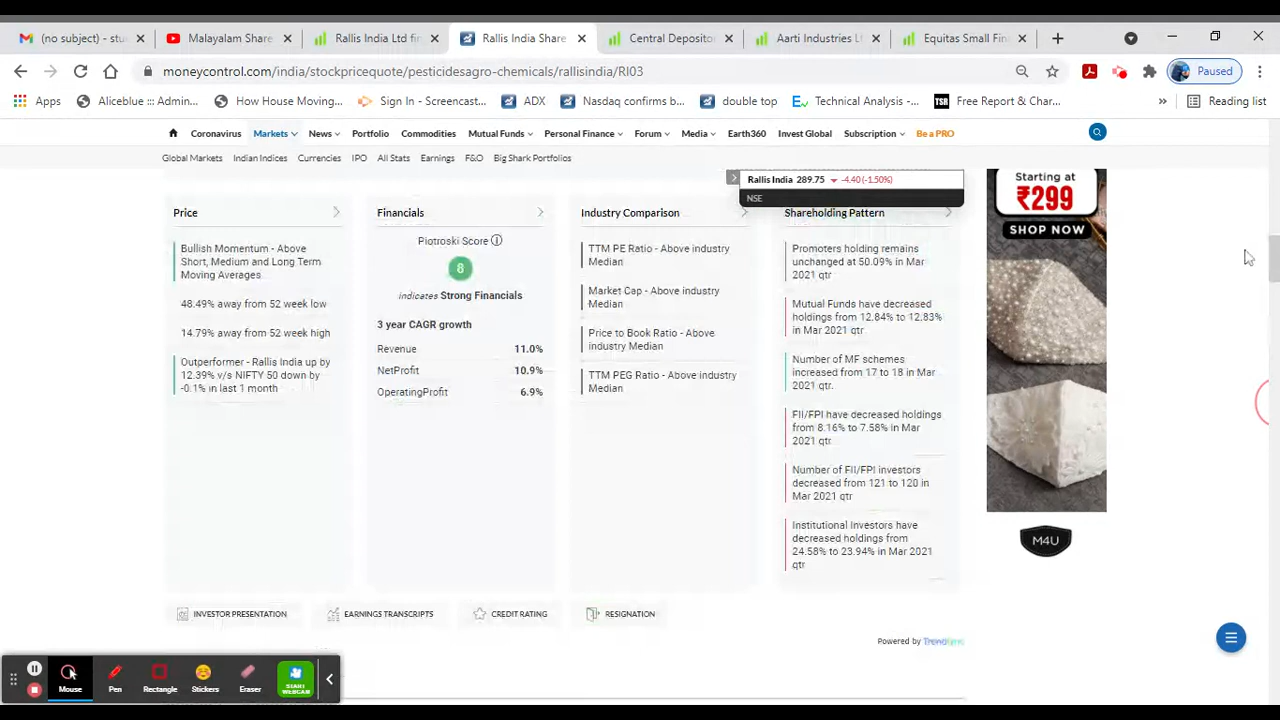 (no subject) - stu
Malayalam Share
Rallis India Ltd fin
Rallis India Share
Central Depositor
Aarti Industries Lt
Equitas Small Fin
moneycontrol.com/india/stockpricequote/pesticidesagro-chemicals/rallisindia/RI03
Paused
Apps
Aliceblue ::: Admin...
How House Moving...
Sign In - Screencast...
ADX
Nasdaq confirms b...
double top
Technical Analysis -...
TSR
Free Report & Char...
Reading list
Coronavirus
Markets
News
Portfolio
Commodities
Mutual Funds
Personal Finance
Forum
Media
Earth360
Invest Global
Subscription
Be a PRO
Global Markets
Indian Indices
Currencies
IPO
All Stats
Earnings
F&O
Big Shark Portfolios
Rallis India 289.75 -4.40 (-1.50%)
NSE
Price
Bullish Momentum - Above
Short, Medium and Long Term
Moving Averages
48.49% away from 52 week low
14.79% away from 52 week high
Outperformer - Rallis India up by
12.39% v/s NIFTY 50 down by
-0.1% in last 1 month
Financials
Piotroski Score
8
indicates Strong Financials
3 year CAGR growth
Revenue 11.0%
NetProfit 10.9%
OperatingProfit 6.9%
Industry Comparison
TTM PE Ratio - Above industry
Median
Market Cap - Above industry
Median
Price to Book Ratio - Above
industry Median
TTM PEG Ratio - Above industry
Median
Shareholding Pattern
Promoters holding remains
unchanged at 50.09% in Mar
2021 qtr
Mutual Funds have decreased
holdings from 12.84% to 12.83%
in Mar 2021 qtr
Number of MF schemes
increased from 17 to 18 in Mar
2021 qtr.
FII/FPI have decreased holdings
from 8.16% to 7.58% in Mar
2021 qtr
Number of FII/FPI investors
decreased from 121 to 120 in
Mar 2021 qtr
Institutional Investors have
decreased holdings from
24.58% to 23.94% in Mar 2021
qtr
Starting at
₹299
SHOP NOW
M4U
INVESTOR PRESENTATION
EARNINGS TRANSCRIPTS
CREDIT RATING
RESIGNATION
Powered by Trendlyne
Mouse
Pen
Rectangle
Stickers
Eraser